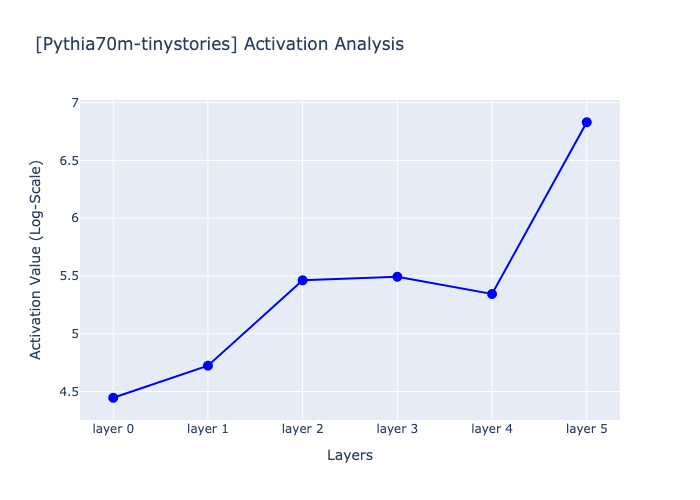 [Pythia70m-tinystories] Activation Analysis
Activation Value (Log-Scale)
7
6.5
6
5.5
5
4.5
layer 0
layer 1
layer 2
layer 3
layer 4
layer 5
Layers